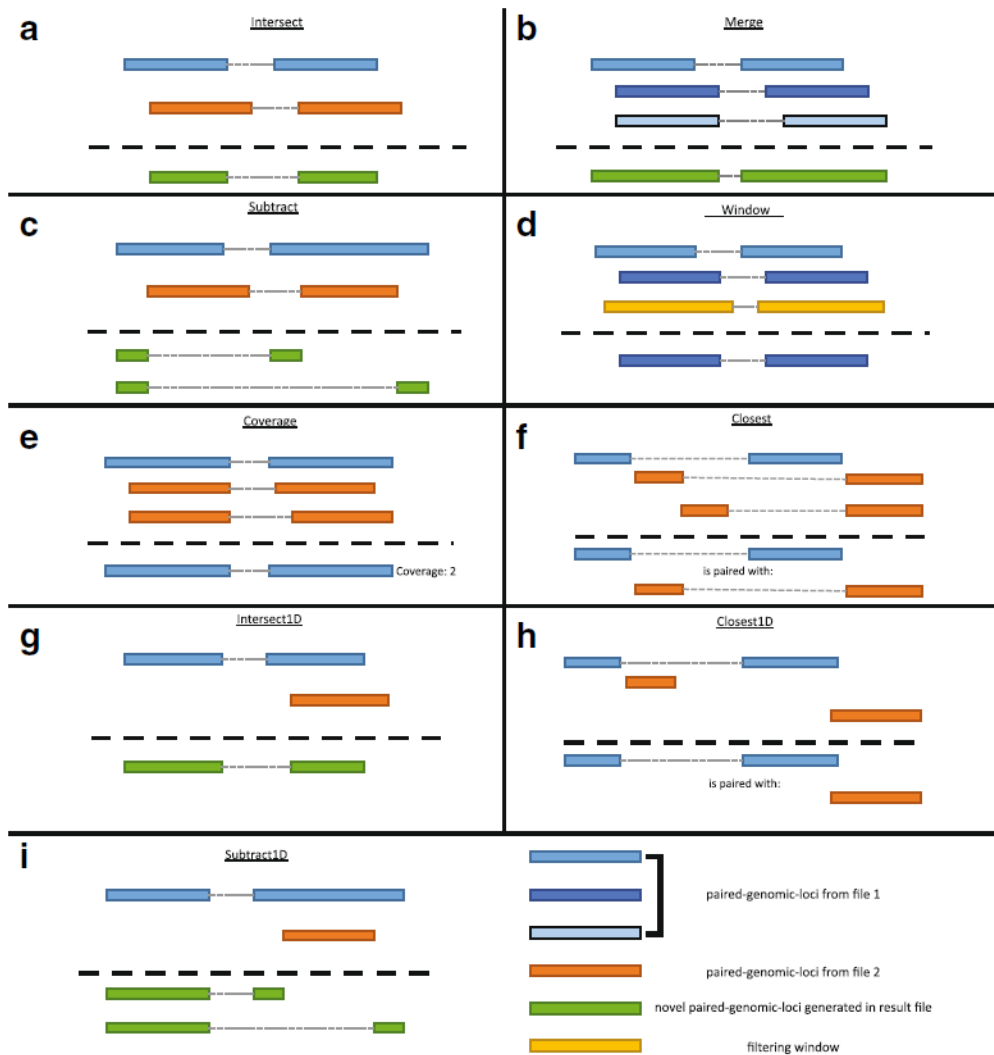 a
Intersect
b
Merge
c
Subtract
d
Window
e
Coverage
Coverage: 2
f
Closest
is paired with:
g
Intersect1D
h
Closest1D
is paired with:
i
Subtract1D
paired-genomic-loci from file 1
paired-genomic-loci from file 2
novel paired-genomic-loci generated in result file
filtering window